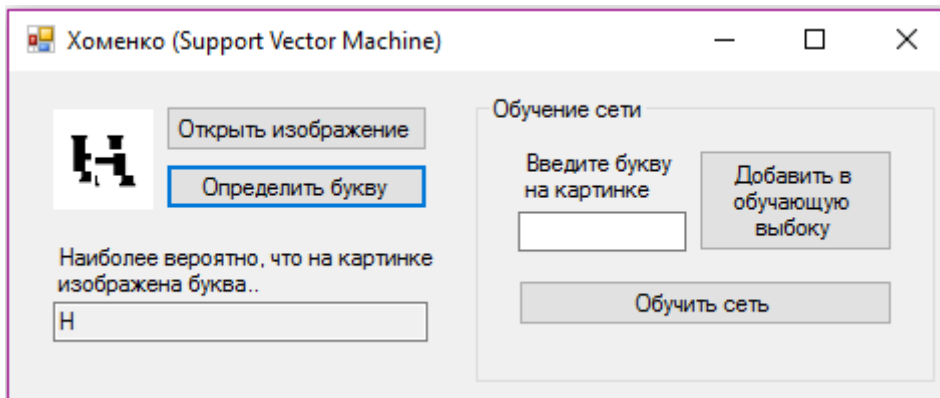 Хоменко (Support Vector Machine)
Открыть изображение
Определить букву
Наиболее вероятно, что на картинке
изображена буква..
Н
Обучение сети
Введите букву
на картинке
Добавить в
обучающую
выбоку
Обучить сеть